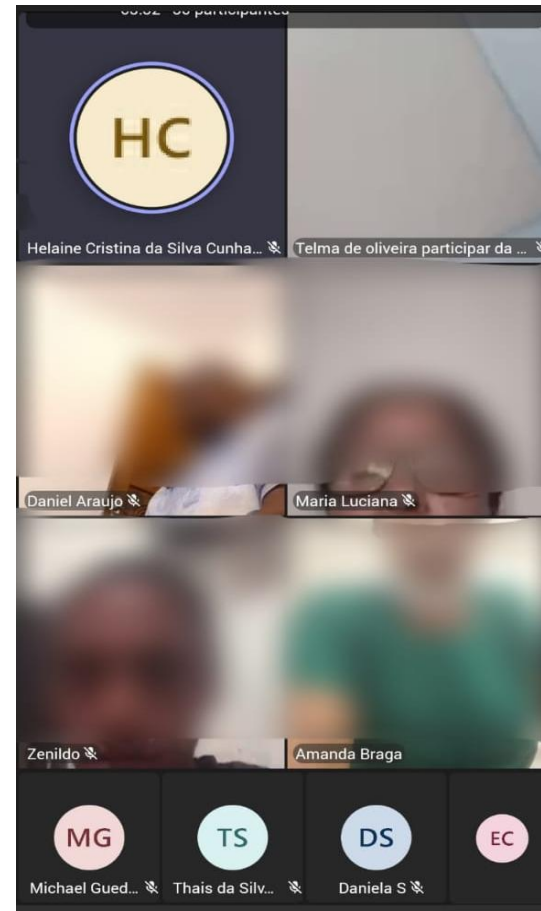 HC
Helaine Cristina da Silva Cunha...
Telma de oliveira participar da ...
Daniel Araujo
Maria Luciana
Zenildo
Amanda Braga
MG
TS
DS
EC
Michael Gued...
Thais da Silv...
Daniela S